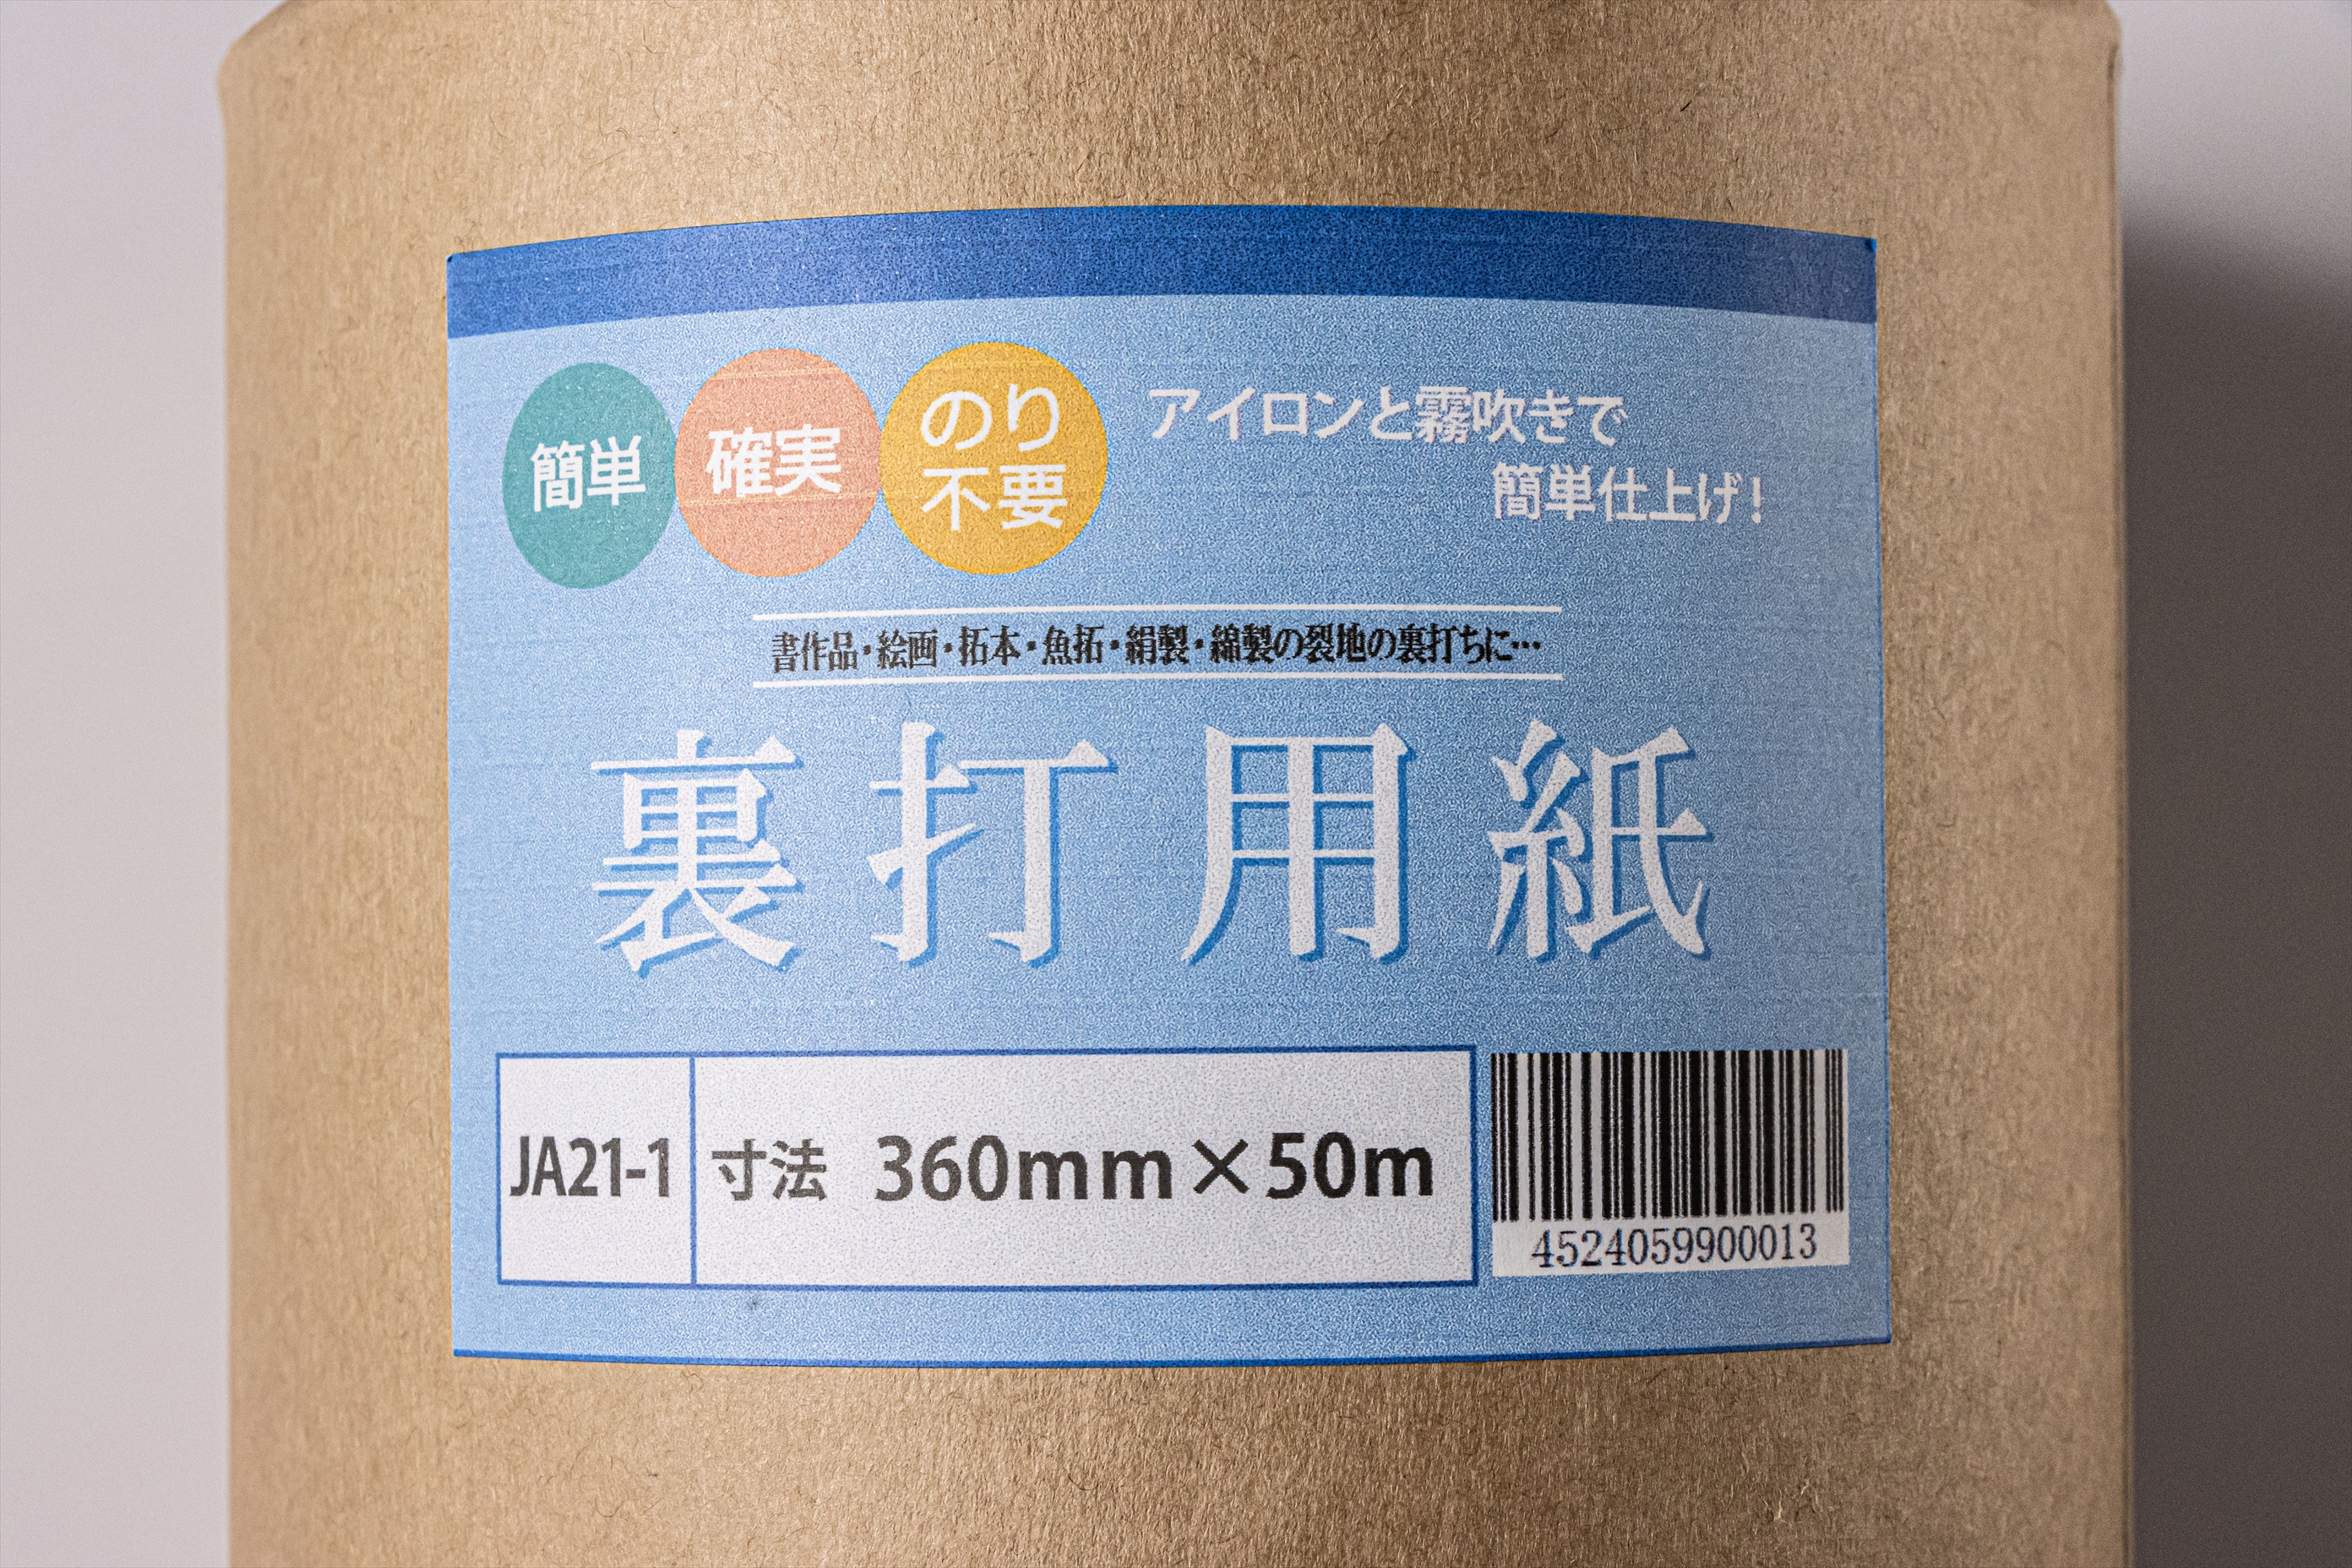 簡単
確実
のり
不要
アイロンと霧吹きで
簡単仕上げ!
書作品・絵画・拓本・魚拓・絹製・綿製の裂地の裏打ちに…
裏打用紙
JA21-1 寸法 360mm×50m
4524059900013